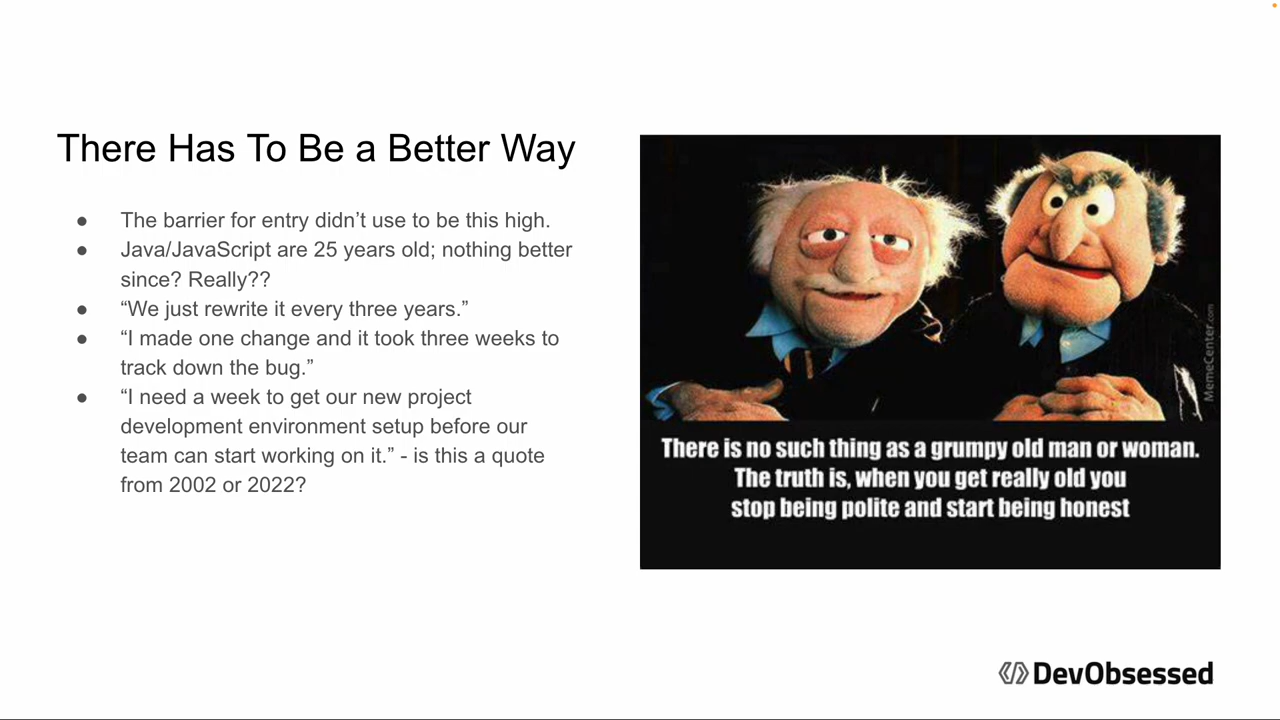 There Has To Be a Better Way
● The barrier for entry didn’t use to be this high.
● Java/JavaScript are 25 years old; nothing better
since? Really??
● “We just rewrite it every three years.”
● “I made one change and it took three weeks to
track down the bug.”
● “I need a week to get our new project
development environment setup before our
team can start working on it.” - is this a quote
from 2002 or 2022?
MemeCenter.com
There is no such thing as a grumpy old man or woman.
The truth is, when you get really old you
stop being polite and start being honest
DevObsessed